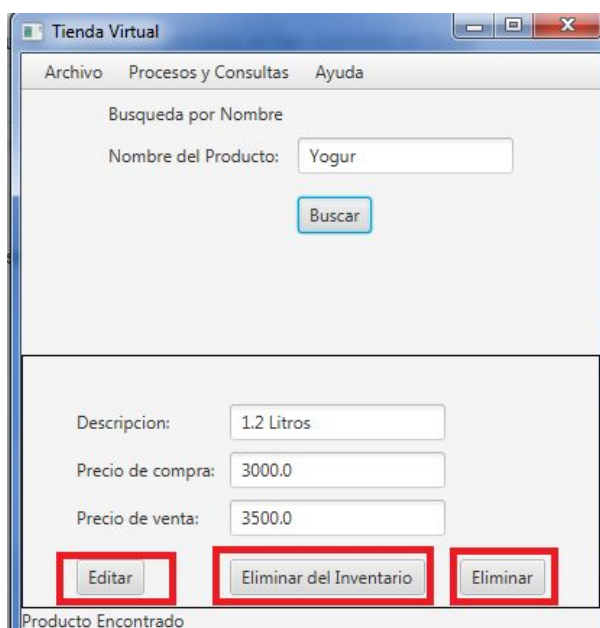 Tienda Virtual
Archivo Procesos y Consultas Ayuda
Busqueda por Nombre
Nombre del Producto: Yogur
Buscar
Descripcion: 1.2 Litros
Precio de compra: 3000.0
Precio de venta: 3500.0
Editar Eliminar del Inventario Eliminar
Producto Encontrado